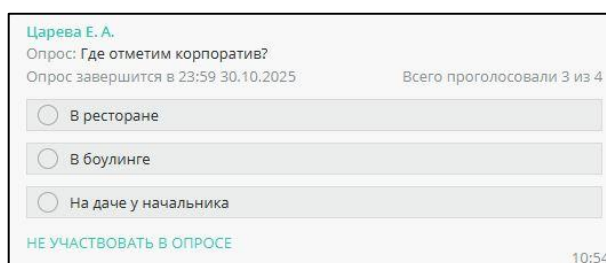 Царева Е. А.
Опрос: Где отметим корпоратив?
Опрос завершится в 23:59 30.10.2025 Всего проголосовали 3 из 4
В ресторане
В боулинге
На даче у начальника
НЕ УЧАСТВОВАТЬ В ОПРОСЕ
10:54